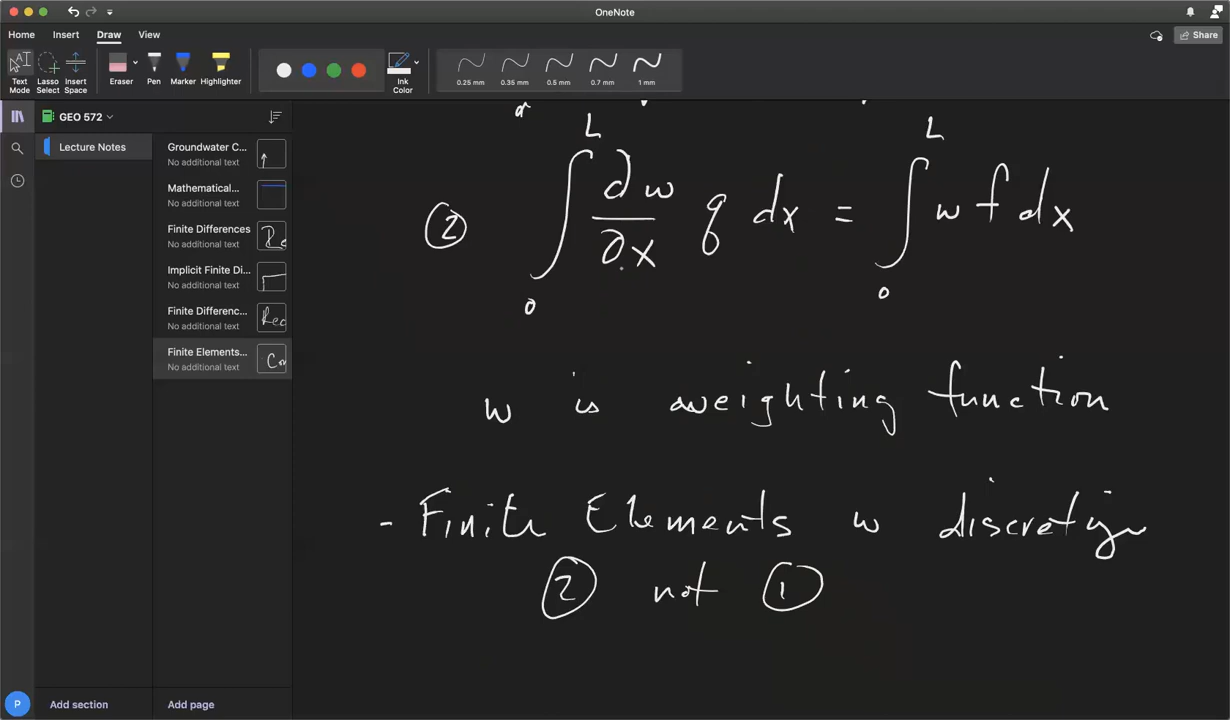 OneNote
Home Insert Draw View
Share
Text Mode
Lasso Select
Insert Space
Eraser
Pen
Marker
Highlighter
Ink Color
0.25 mm 0.35 mm 0.5 mm 0.7 mm 1 mm
GEO 572
Lecture Notes
Groundwater C...
No additional text
Mathematical...
No additional text
Finite Differences
No additional text
Implicit Finite Di...
No additional text
Finite Differenc...
No additional text
Finite Elements...
No additional text
P
Add section
Add page
② ∫₀ᴸ ∂w/∂x q dx = ∫₀ᴸ w f dx
w is weighting function
- Finite Elements w discretize
② not ①